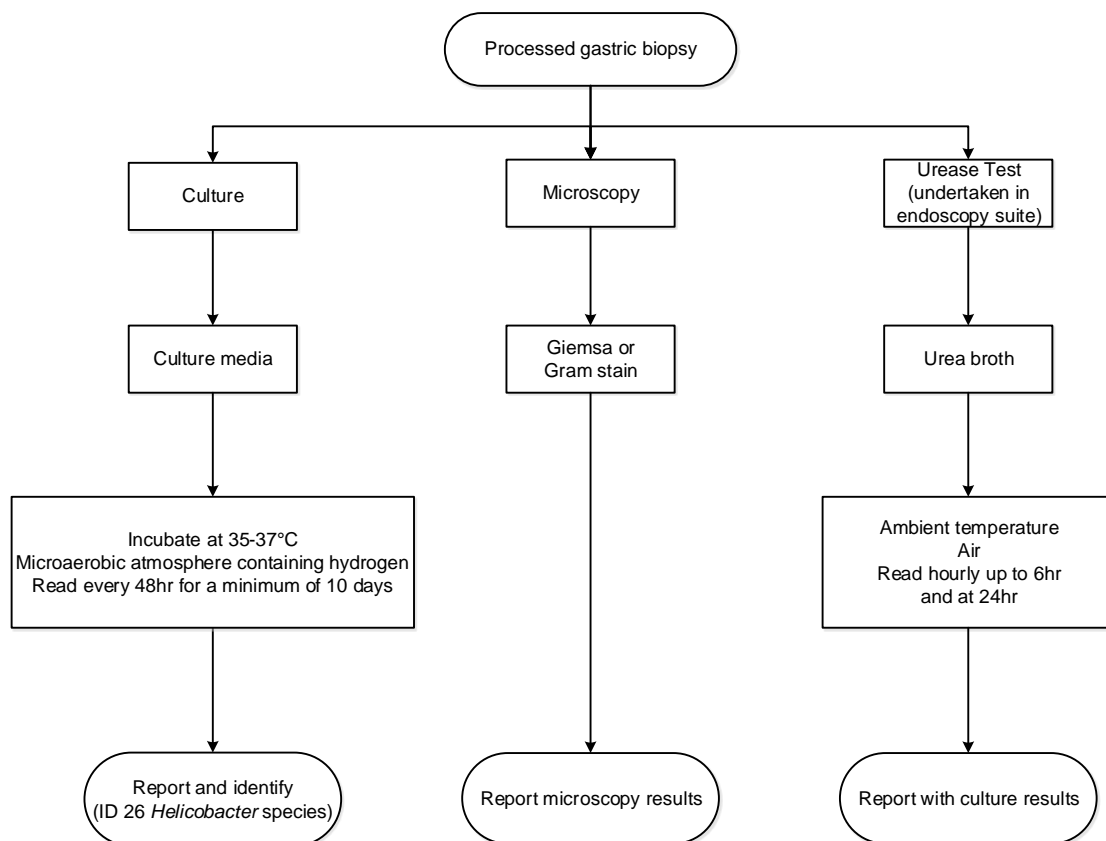 Processed gastric biopsy
Culture
Microscopy
Urease Test
(undertaken in
endoscopy suite)
Culture media
Giemsa or
Gram stain
Urea broth
Incubate at 35-37°C
Microaerobic atmosphere containing hydrogen
Read every 48hr for a minimum of 10 days
Ambient temperature
Air
Read hourly up to 6hr
and at 24hr
Report and identify
(ID 26 Helicobacter species)
Report microscopy results
Report with culture results